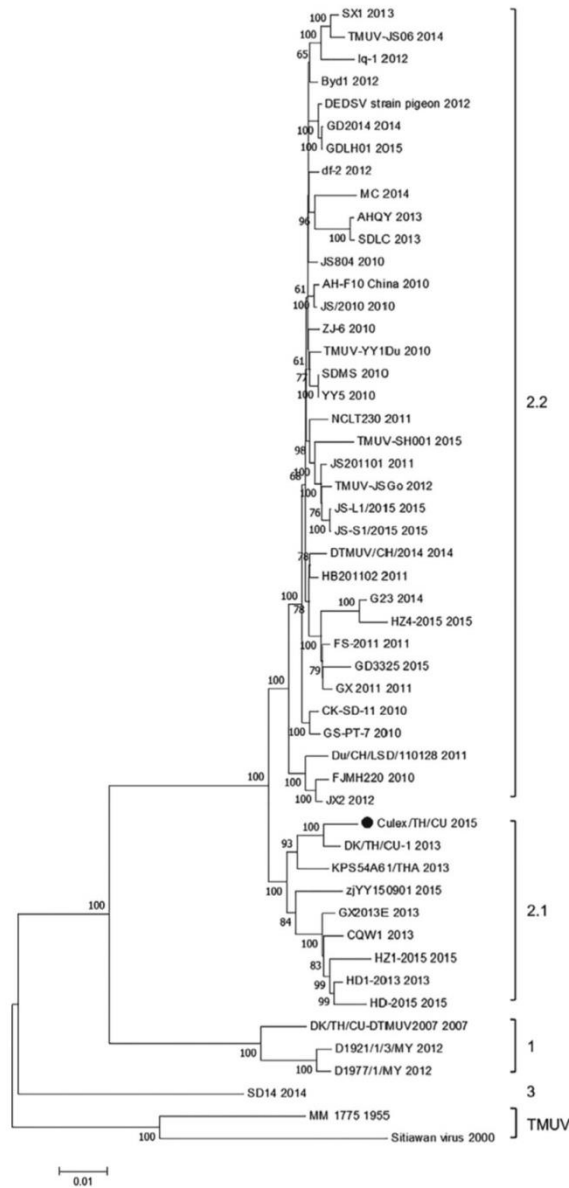 SX1 2013
100
TMUV-JS06 2014
100
Iq-1 2012
65
Byd1 2012
DEDSV strain pigeon 2012
100
GD2014 2014
100
GDLH01 2015
df-2 2012
MC 2014
96
AHQY 2013
100
SDLC 2013
JS804 2010
61
AH-F10 China 2010
100
JS/2010 2010
ZJ-6 2010
61
TMUV-YY1Du 2010
77
SDMS 2010
100
YY5 2010
2.2
NCLT230 2011
98
TMUV-SH001 2015
100
JS201101 2011
68
100
TMUV-JSGo 2012
76
JS-L1/2015 2015
100
JS-S1/2015 2015
78
DTMUV/CH/2014 2014
HB201102 2011
100
100
G23 2014
78
HZ4-2015 2015
100
FS-2011 2011
79
GD3325 2015
GX 2011 2011
100
CK-SD-11 2010
100
GS-PT-7 2010
Du/CH/LSD/110128 2011
100
FJMH220 2010
100
JX2 2012
100
Culex/TH/CU 2015
100
93
DK/TH/CU-1 2013
KPS54A61/THA 2013
100
zjYY150901 2015
84
GX2013E 2013
2.1
100
CQW1 2013
83
HZ1-2015 2015
99
HD1-2013 2013
99
HD-2015 2015
100
DK/TH/CU-DTMUV2007 2007
100
D1921/1/3/MY 2012
1
100
D1977/1/MY 2012
SD14 2014
3
MM 1775 1955
TMUV
100
Sitiawan virus 2000
0.01